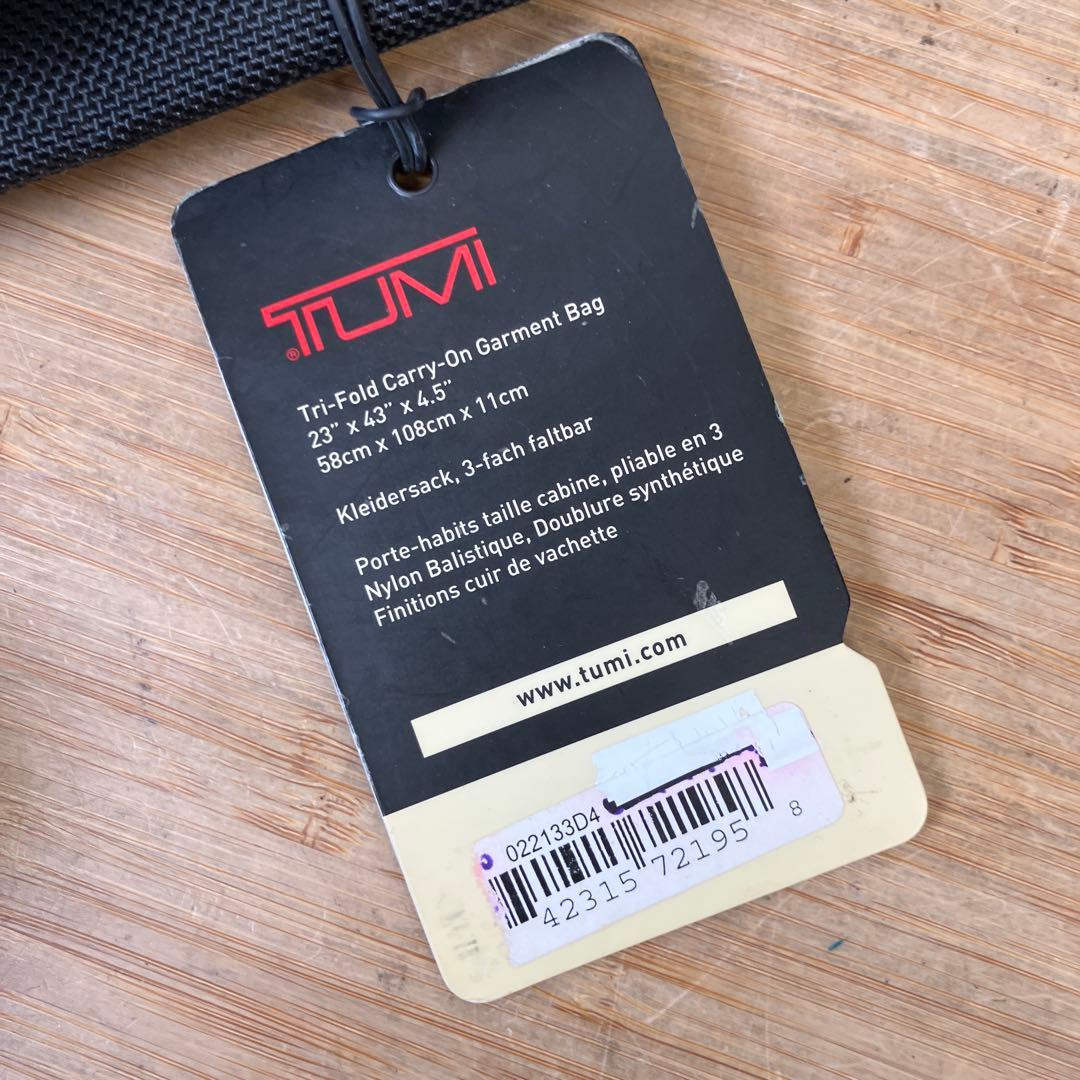 TUMI
®
Tri-Fold Carry-On Garment Bag
23” x 43” x 4.5”
58cm x 108cm x 11cm
Kleidersack, 3-fach faltbar
Porte-habits taille cabine, pliable en 3
Nylon Balistique, Doublure synthétique
Finitions cuir de vachette
www.tumi.com
022133D4
42315 72195 8